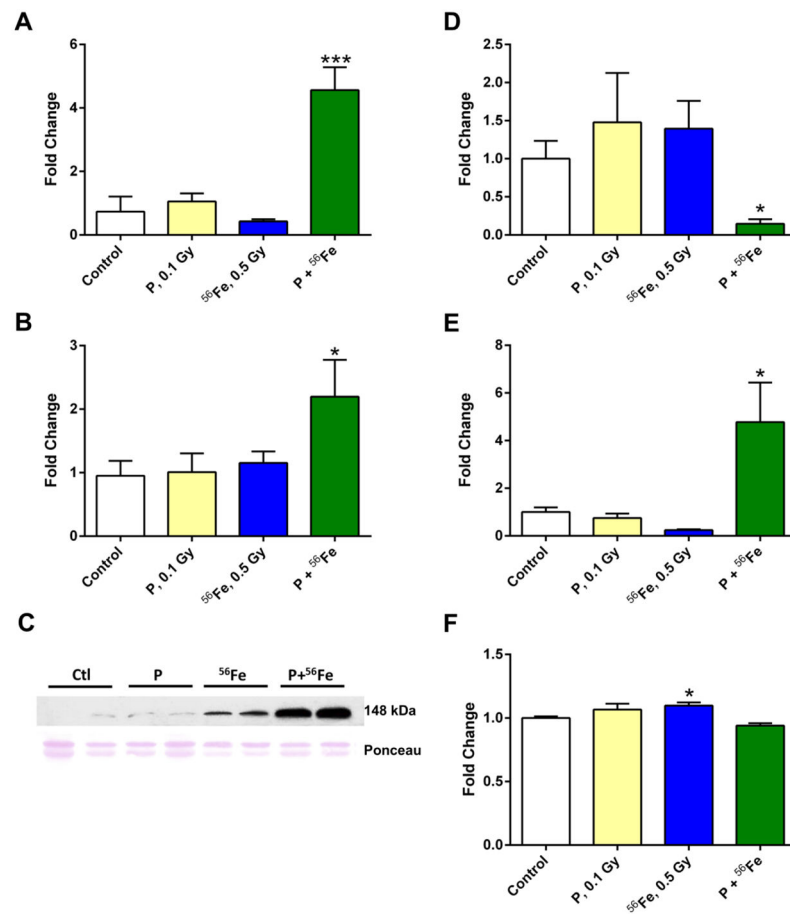 A
Fold Change
6
4
2
0
***
Control
P, 0.1 Gy
⁵⁶Fe, 0.5 Gy
P + ⁵⁶Fe
B
Fold Change
3
2
1
0
*
Control
P, 0.1 Gy
⁵⁶Fe, 0.5 Gy
P + ⁵⁶Fe
C
Ctl P ⁵⁶Fe P+⁵⁶Fe
148 kDa
Ponceau
D
Fold Change
2.5
2.0
1.5
1.0
0.5
0.0
*
Control
P, 0.1 Gy
⁵⁶Fe, 0.5 Gy
P + ⁵⁶Fe
E
Fold Change
8
6
4
2
0
*
Control
P, 0.1 Gy
⁵⁶Fe, 0.5 Gy
P + ⁵⁶Fe
F
Fold Change
1.5
1.0
0.5
0.0
*
Control
P, 0.1 Gy
⁵⁶Fe, 0.5 Gy
P + ⁵⁶Fe